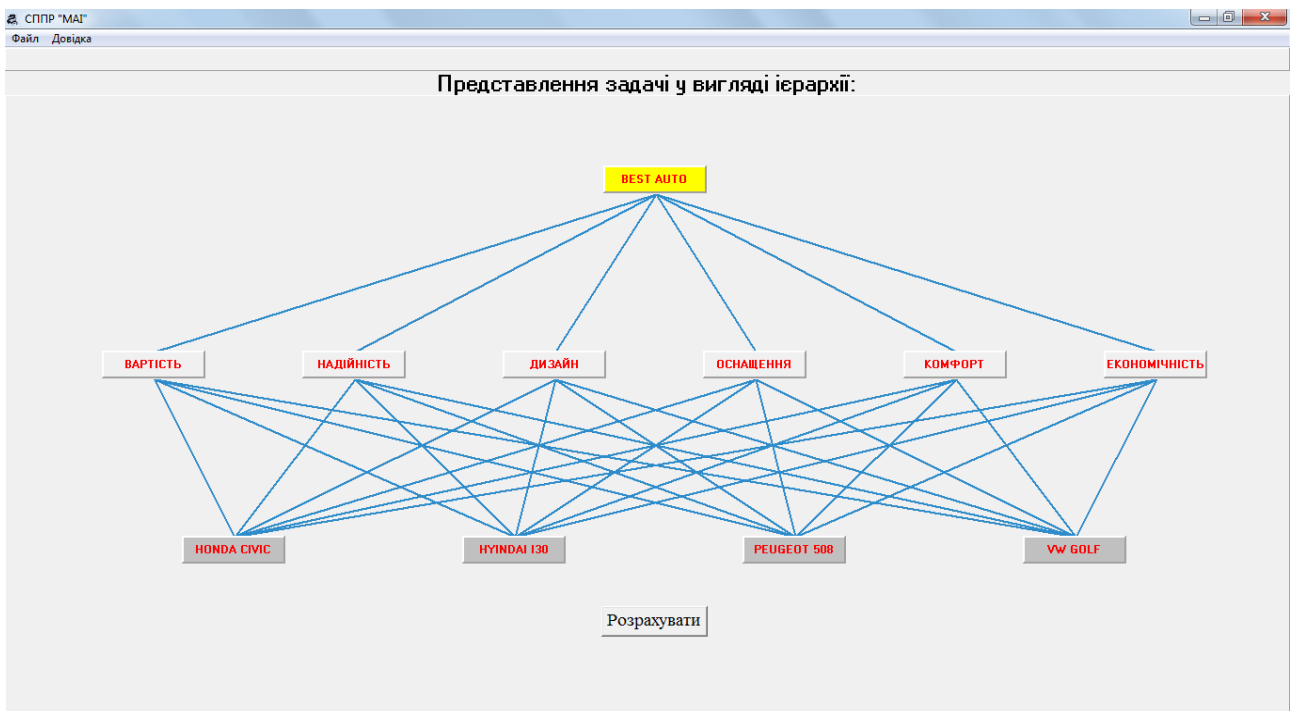 СППР "МАІ"
Файл Довідка
Представлення задачі у вигляді ієрархії:
BEST AUTO
ВАРТІСТЬ НАДІЙНІСТЬ ДИЗАЙН ОСНАЩЕННЯ КОМФОРТ ЕКОНОМІЧНІСТЬ
HONDA CIVIC HYINDAI I30 PEUGEOT 508 VW GOLF
Розрахувати